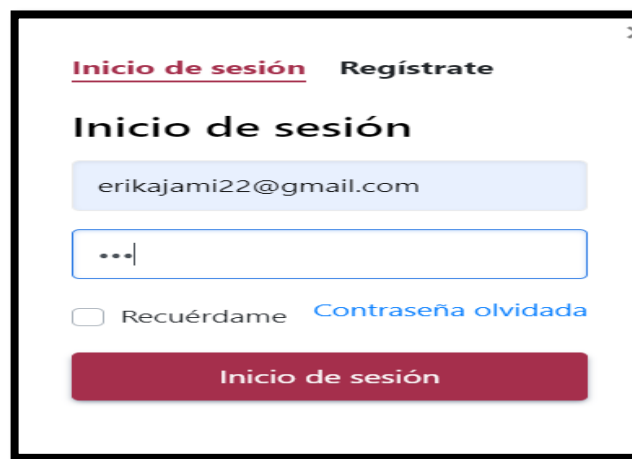 Inicio de sesión Regístrate
Inicio de sesión
erikajami22@gmail.com
•••
Recuérdame Contraseña olvidada
Inicio de sesión